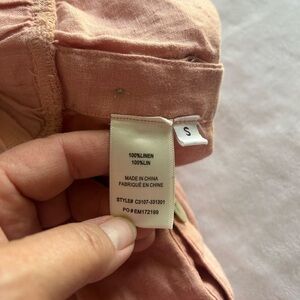 S
100%LINEN
100%LIN
MADE IN CHINA
FABRIQUÉ EN CHINE
STYLE# C3107-331301
PO # EM172199